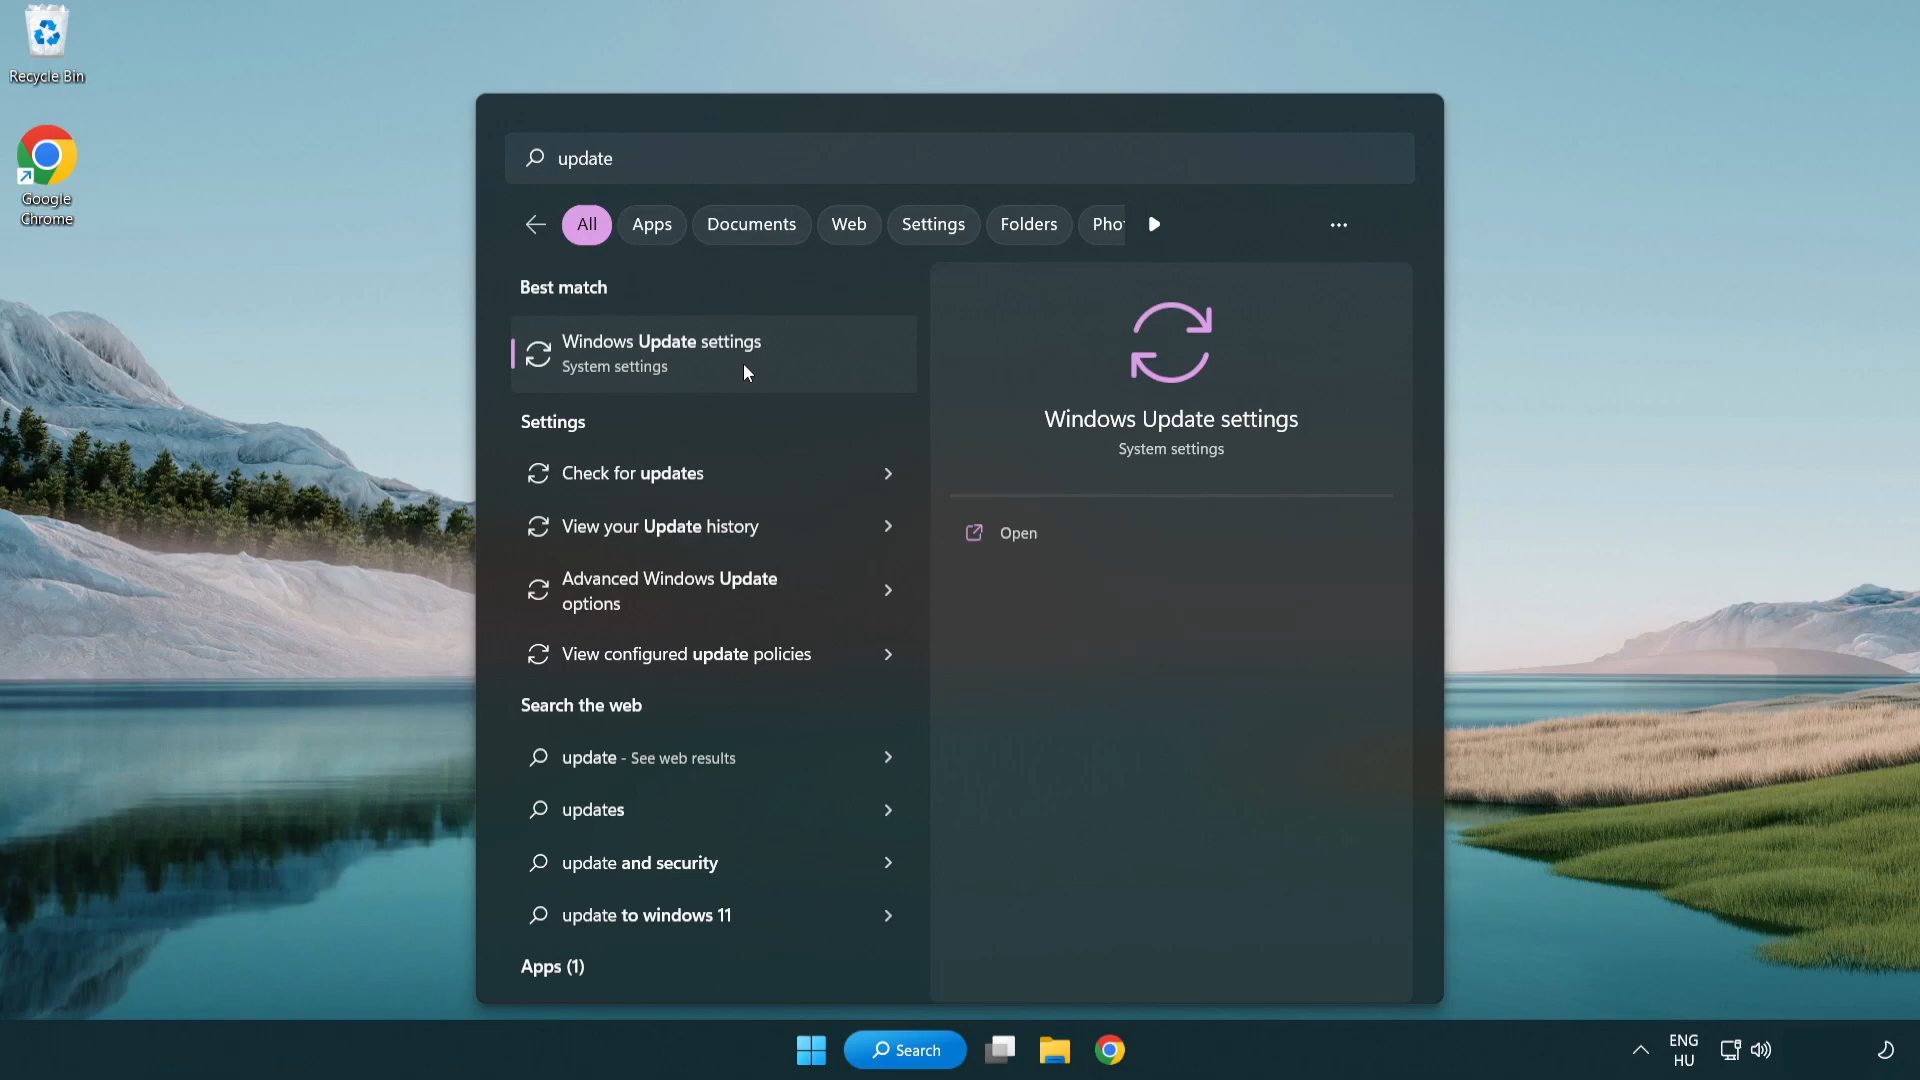 Recycle Bin
Google
Chrome
update
All
Apps
Documents
Web
Settings
Folders
Pho
Best match
Windows Update settings
System settings
Settings
Check for updates
View your Update history
Advanced Windows Update
options
View configured update policies
Search the web
update - See web results
updates
update and security
update to windows 11
Apps (1)
Windows Update settings
System settings
Open
Search
ENG
HU